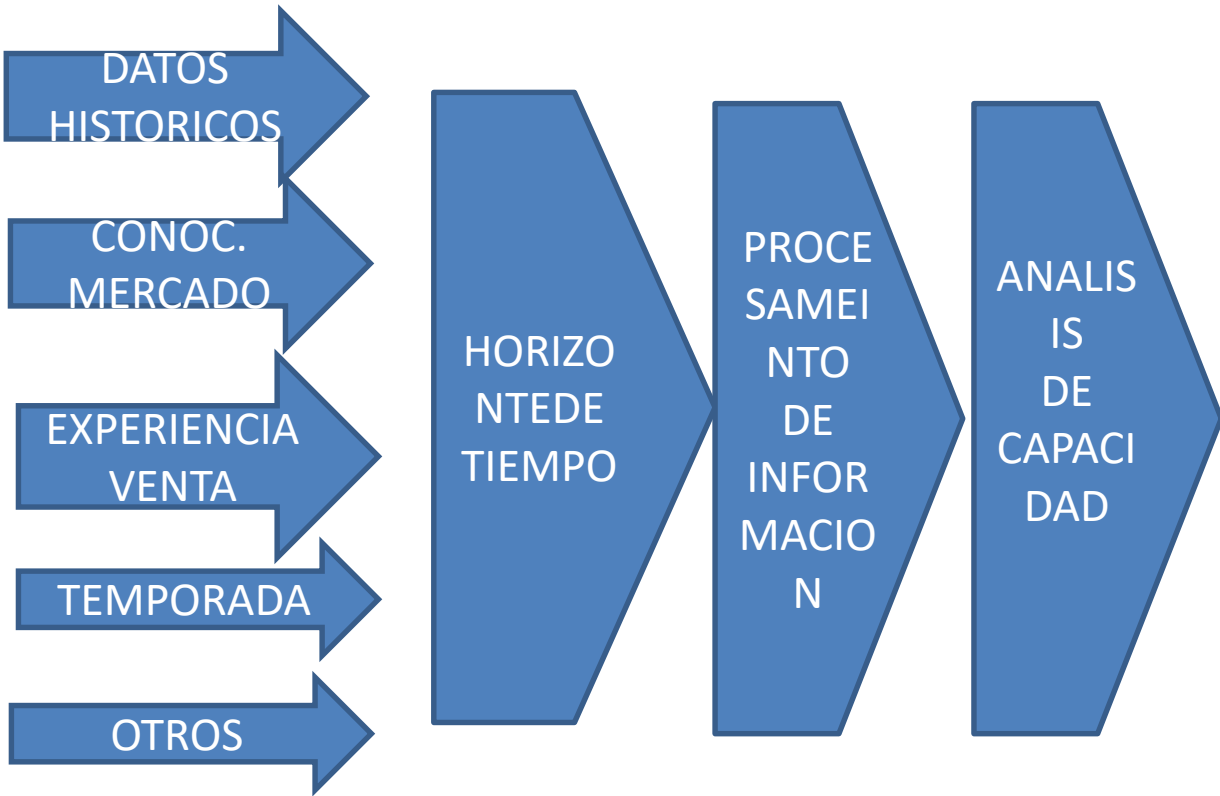 DATOS
HISTORICOS
CONOC.
MERCADO
EXPERIENCIA
VENTA
TEMPORADA
OTROS
HORIZO
NTEDE
TIEMPO
PROCE
SAMEI
NTO
DE
INFOR
MACIO
N
ANALIS
IS
DE
CAPACI
DAD